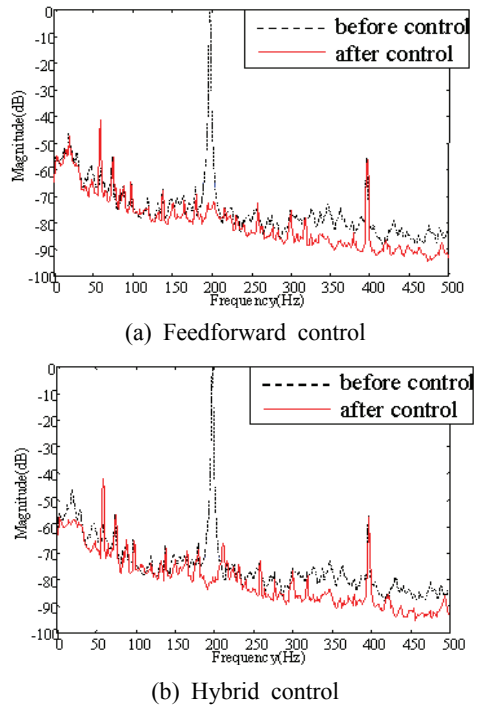 before control
after control
0
-10
-20
-30
-40
-50
-60
-70
-80
-90
-100
Magnitude(dB)
0 50 100 150 200 250 300 350 400 450 500
Frequency(Hz)
(a) Feedforward control
before control
after control
0
-10
-20
-30
-40
-50
-60
-70
-80
-90
-100
Magnitude(dB)
0 50 100 150 200 250 300 350 400 450 500
Frequency(Hz)
(b) Hybrid control